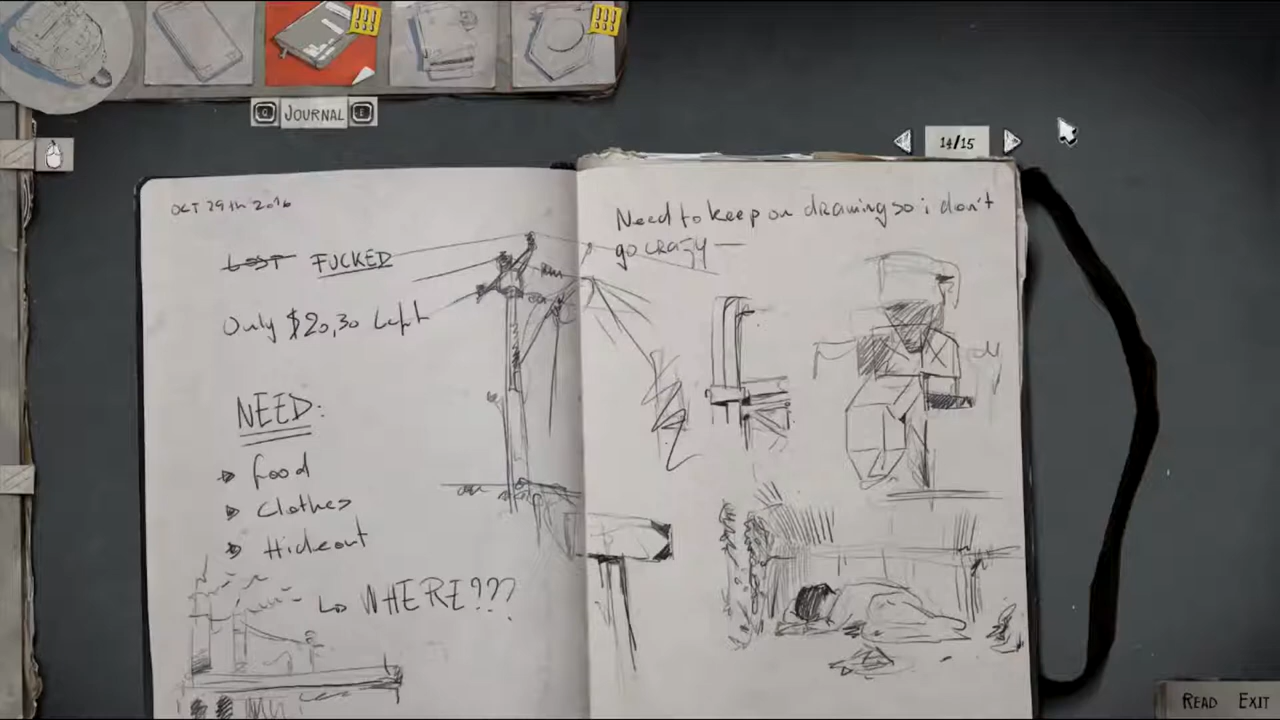 JOURNAL
14/15
OCT 29th 2016
LOST FUCKED
Only $20,30 Left
NEED:
Food
Clothes
Hideout
WHERE???
Need to keep on drawing so i don't
go crazy —
READ EXIT